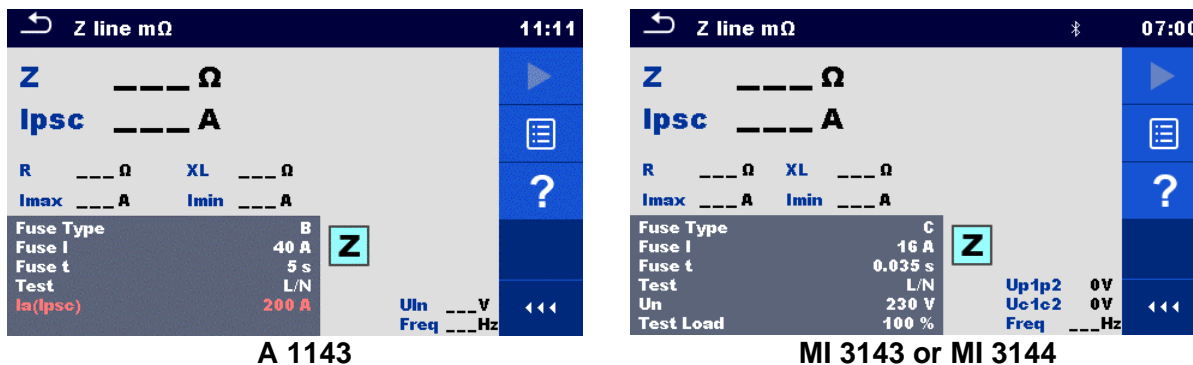 Z line mΩ 11:11
Z ___ Ω
Ipsc ___ A
R ___ Ω XL ___ Ω
Imax ___ A Imin ___ A
Fuse Type B
Fuse I 40 A
Fuse t 5 s
Test L/N
Ia(Ipsc) 200 A
Z
Uln ___V
Freq ___Hz
?
A 1143
Z line mΩ 07:00
Z ___ Ω
Ipsc ___ A
R ___ Ω XL ___ Ω
Imax ___ A Imin ___ A
Fuse Type C
Fuse I 16 A
Fuse t 0.035 s
Test L/N
Un 230 V
Test Load 100 %
Z
Up1p2 0V
Uc1c2 0V
Freq ___Hz
?
MI 3143 or MI 3144